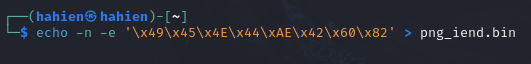 ┌──(hahien㉿hahien)-[~]
└─$ echo -n -e '\x49\x45\x4E\x44\xAE\x42\x60\x82' > png_iend.bin